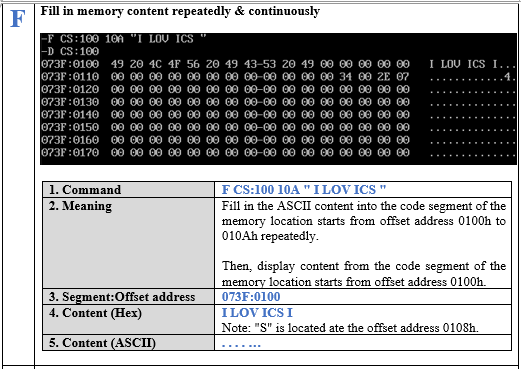 F
Fill in memory content repeatedly & continuously
-F CS:100 10A "I LOV ICS "
-D CS:100
073F:0100 49 20 4C 4F 56 20 49 43-53 20 49 00 00 00 00 00 I LOV ICS I.....
073F:0110 00 00 00 00 00 00 00 00-00 00 00 00 34 00 2E 07 ............4...
073F:0120 00 00 00 00 00 00 00 00-00 00 00 00 00 00 00 00 ................
073F:0130 00 00 00 00 00 00 00 00-00 00 00 00 00 00 00 00 ................
073F:0140 00 00 00 00 00 00 00 00-00 00 00 00 00 00 00 00 ................
073F:0150 00 00 00 00 00 00 00 00-00 00 00 00 00 00 00 00 ................
073F:0160 00 00 00 00 00 00 00 00-00 00 00 00 00 00 00 00 ................
073F:0170 00 00 00 00 00 00 00 00-00 00 00 00 00 00 00 00 ................
1. Command F CS:100 10A " I LOV ICS "
2. Meaning Fill in the ASCII content into the code segment of the
memory location starts from offset address 0100h to
010Ah repeatedly.
Then, display content from the code segment of the
memory location starts from offset address 0100h.
3. Segment:Offset address 073F:0100
4. Content (Hex) I LOV ICS I
Note: "S" is located ate the offset address 0108h.
5. Content (ASCII) . . . . ...